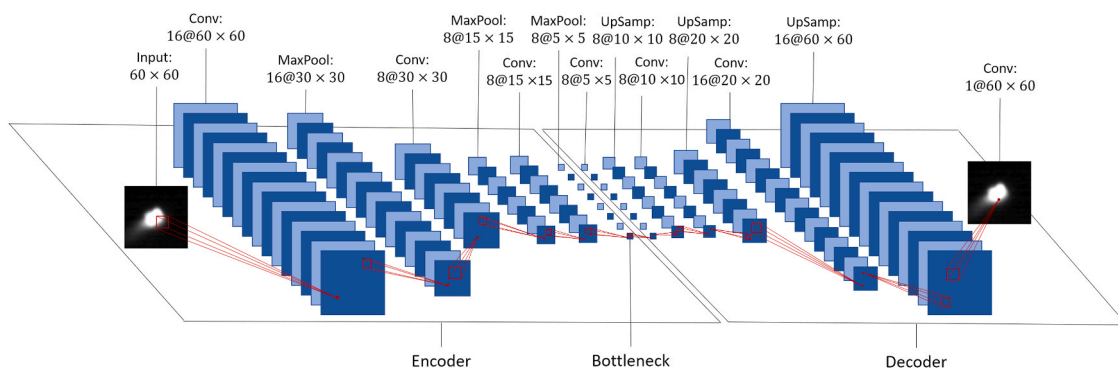 Input:
60 × 60
Conv:
16@60 × 60
MaxPool:
16@30 × 30
Conv:
8@30 × 30
MaxPool:
8@15 × 15
Conv:
8@15 ×15
MaxPool:
8@5 × 5
Conv:
8@5 ×5
UpSamp:
8@10 × 10
Conv:
8@10 ×10
UpSamp:
8@20 × 20
Conv:
16@20 × 20
UpSamp:
16@60 × 60
Conv:
1@60 × 60
Encoder
Bottleneck
Decoder